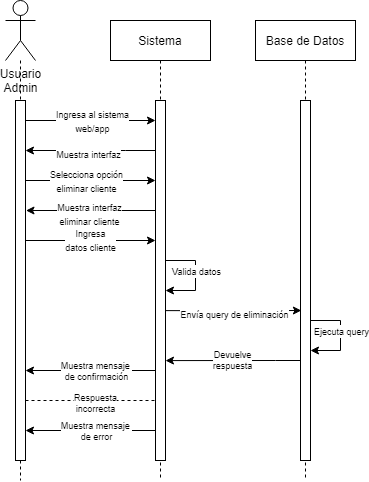 Sistema
Base de Datos
Usuario
Admin
Ingresa al sistema
web/app
Muestra interfaz
Selecciona opción
eliminar cliente
Muestra interfaz
eliminar cliente
Ingresa
datos cliente
Valida datos
Envía query de eliminación
Ejecuta query
Devuelve
respuesta
Muestra mensaje
de confirmación
Respuesta
incorrecta
Muestra mensaje
de error